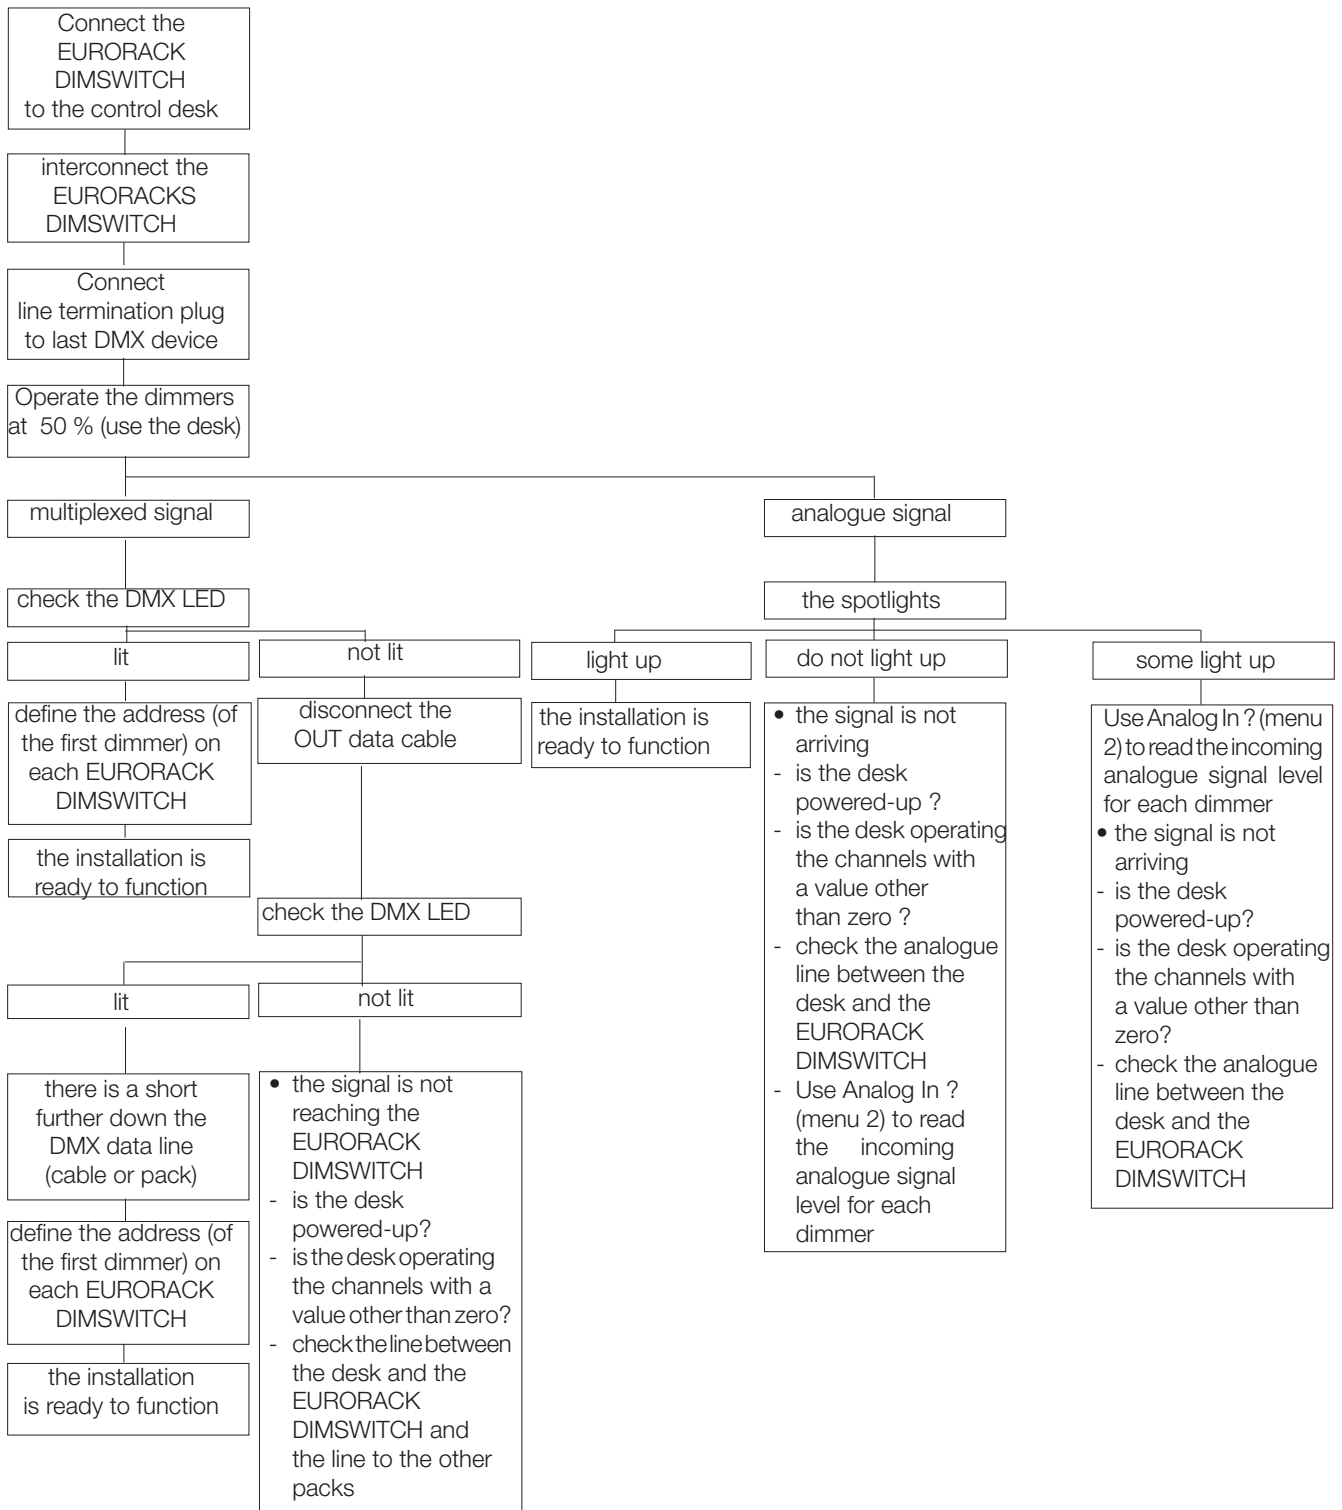 Connect the
EURORACK
DIMSWITCH
to the control desk
interconnect the
EURORACKS
DIMSWITCH
Connect
line termination plug
to last DMX device
Operate the dimmers
at 50 % (use the desk)
multiplexed signal
check the DMX LED
lit
define the address (of
the first dimmer) on
each EURORACK
DIMSWITCH
the installation is
ready to function
not lit
disconnect the
OUT data cable
check the DMX LED
lit
there is a short
further down the
DMX data line
(cable or pack)
define the address (of
the first dimmer) on
each EURORACK
DIMSWITCH
the installation
is ready to function
not lit
• the signal is not
reaching the
EURORACK
DIMSWITCH
- is the desk
powered-up?
- is the desk operating
the channels with a
value other than zero?
- check the line between
the desk and the
EURORACK
DIMSWITCH and
the line to the other
packs
analogue signal
the spotlights
light up
the installation is
ready to function
do not light up
• the signal is not
arriving
- is the desk
powered-up ?
- is the desk operating
the channels with
a value other
than zero ?
- check the analogue
line between the
desk and the
EURORACK
DIMSWITCH
- Use Analog In ?
(menu 2) to read
the incoming
analogue signal
level for each
dimmer
some light up
Use Analog In ? (menu
2) to read the incoming
analogue signal level
for each dimmer
• the signal is not
arriving
- is the desk
powered-up?
- is the desk operating
the channels with
a value other than
zero?
- check the analogue
line between the
desk and the
EURORACK
DIMSWITCH